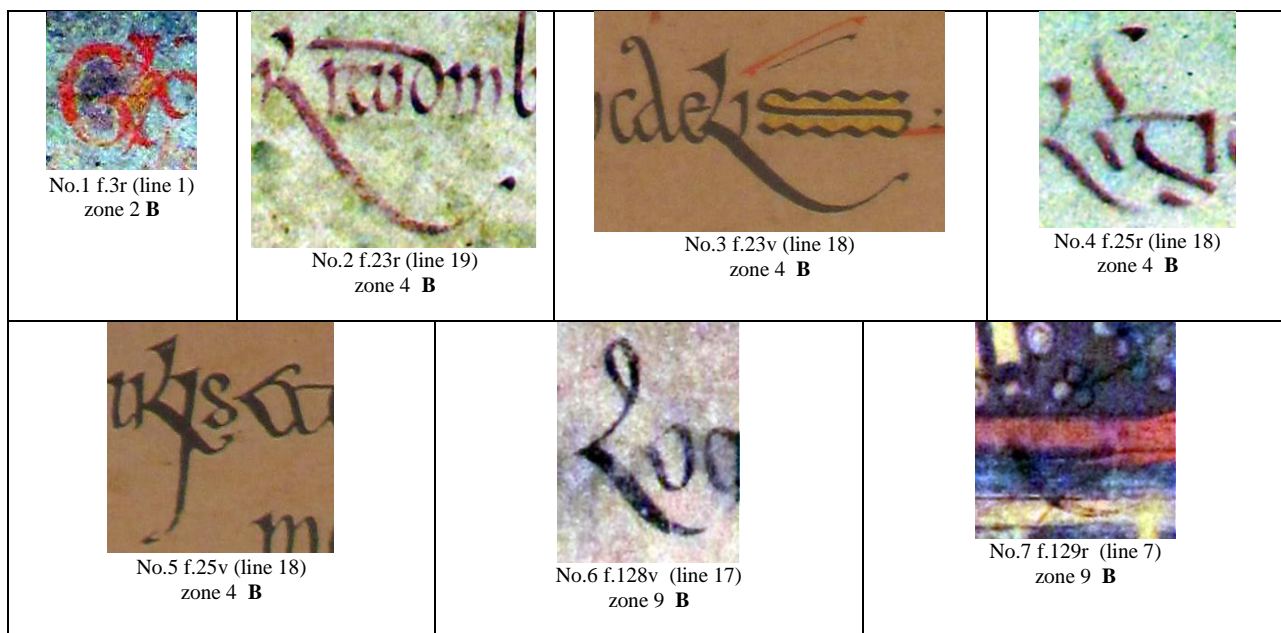 No.1 f.3r (line 1)
zone 2 B
No.2 f.23r (line 19)
zone 4 B
No.3 f.23v (line 18)
zone 4 B
No.4 f.25r (line 18)
zone 4 B
No.5 f.25v (line 18)
zone 4 B
No.6 f.128v (line 17)
zone 9 B
No.7 f.129r (line 7)
zone 9 B